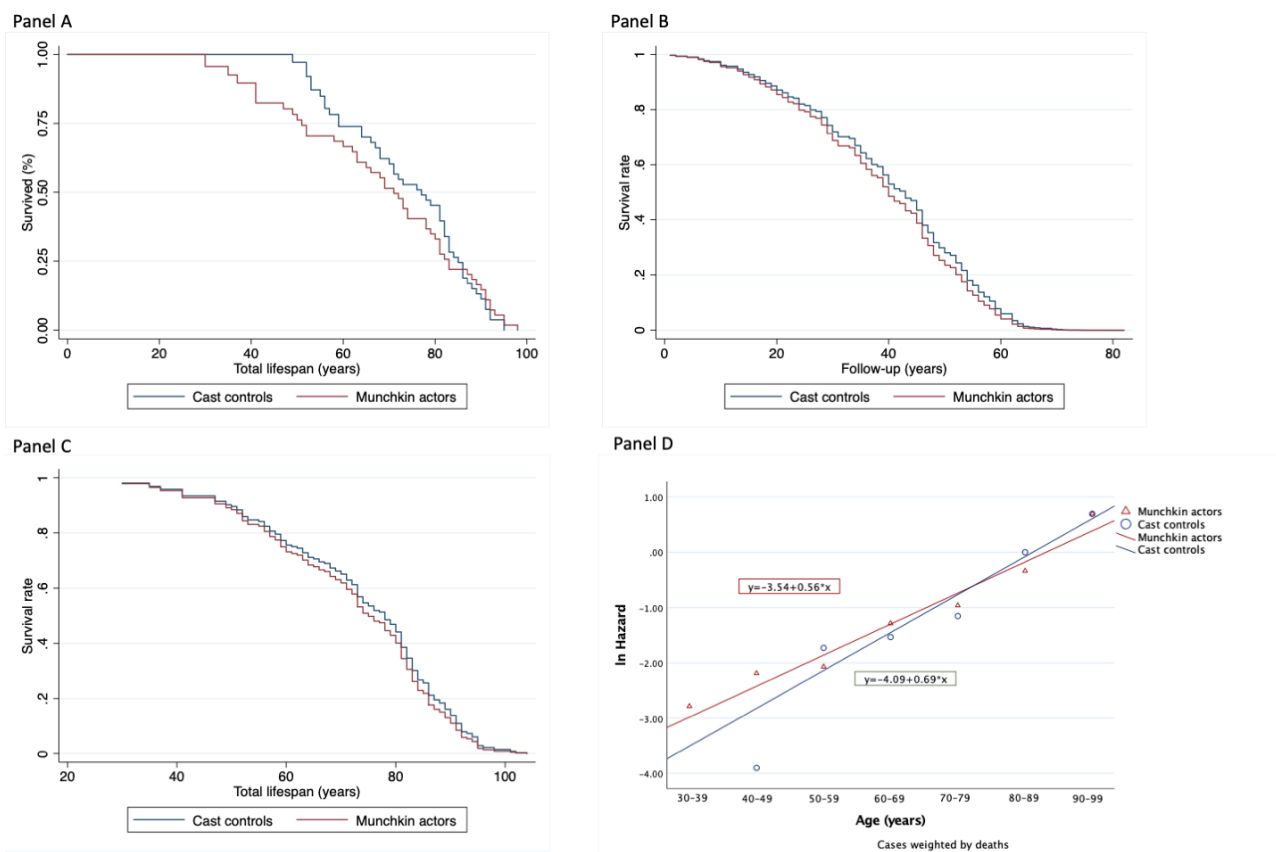 Panel A
1.00
0.75
0.50
0.25
0.00
Survived (%)
0 20 40 60 80 100
Total lifespan (years)
Cast controls Munchkin actors
Panel B
1
.8
.6
.4
.2
0
Survival rate
0 20 40 60 80
Follow-up (years)
Cast controls Munchkin actors
Panel C
1
.8
.6
.4
.2
0
Survival rate
20 40 60 80 100
Total lifespan (years)
Cast controls Munchkin actors
Panel D
1.00
.00
-1.00
-2.00
-3.00
-4.00
ln Hazard
y=-3.54+0.56*x
y=-4.09+0.69*x
Munchkin actors
Cast controls
Munchkin actors
Cast controls
30-39 40-49 50-59 60-69 70-79 80-89 90-99
Age (years)
Cases weighted by deaths